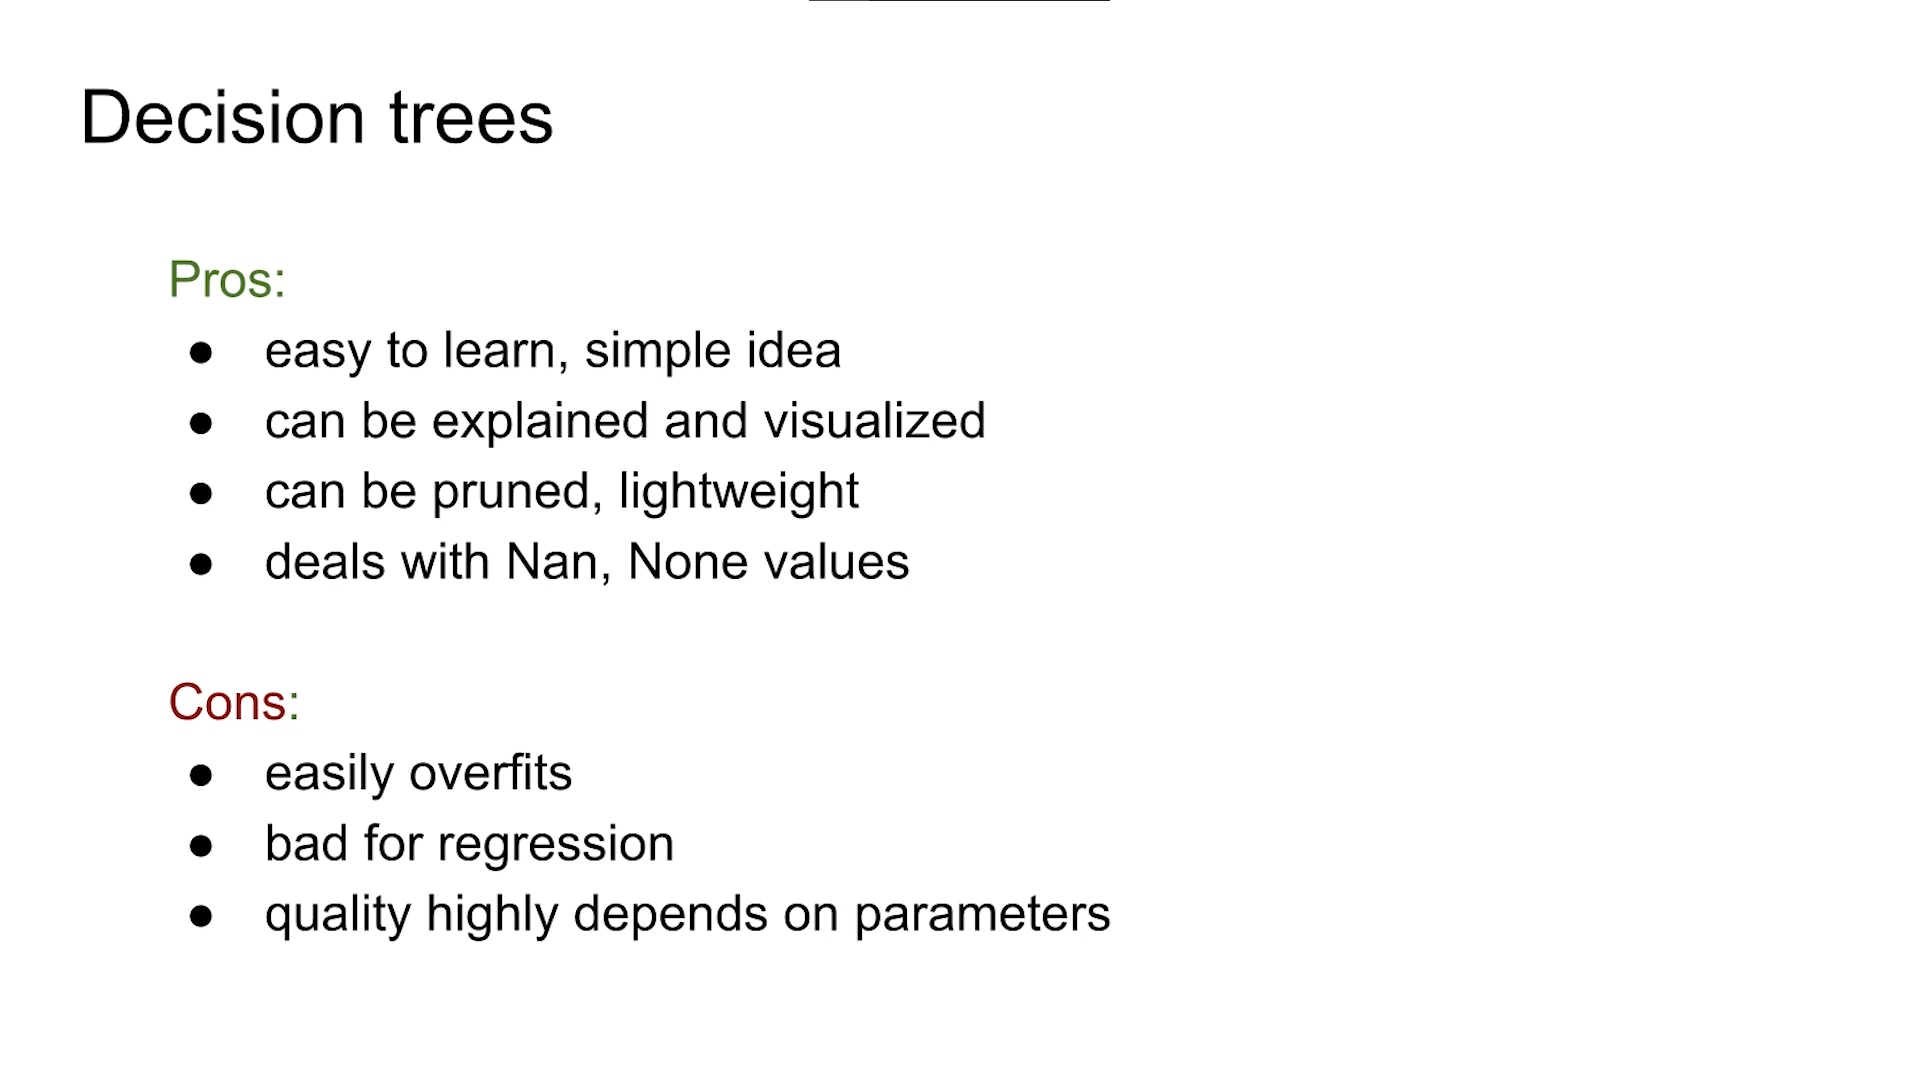 Decision trees
Pros:
● easy to learn, simple idea
● can be explained and visualized
● can be pruned, lightweight
● deals with Nan, None values
Cons:
● easily overfits
● bad for regression
● quality highly depends on parameters